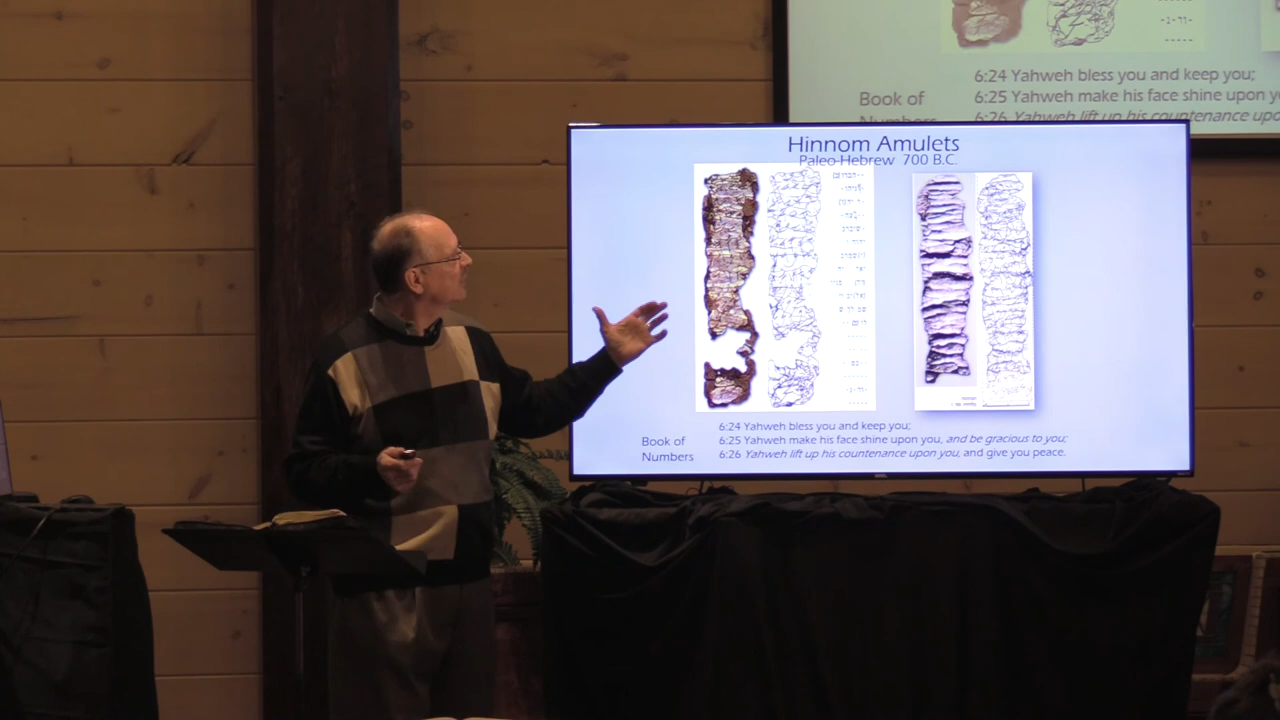 6:24 Yahweh bless you and keep you;
6:25 Yahweh make his face shine upon
Book of
6:26 Yahweh lift up his countenance
Hinnom Amulets
Paleo-Hebrew 700 B.C.
6:24 Yahweh bless you and keep you;
Book of
6:25 Yahweh make his face shine upon you, and be gracious to you;
Numbers
6:26 Yahweh lift up his countenance upon you, and give you peace.